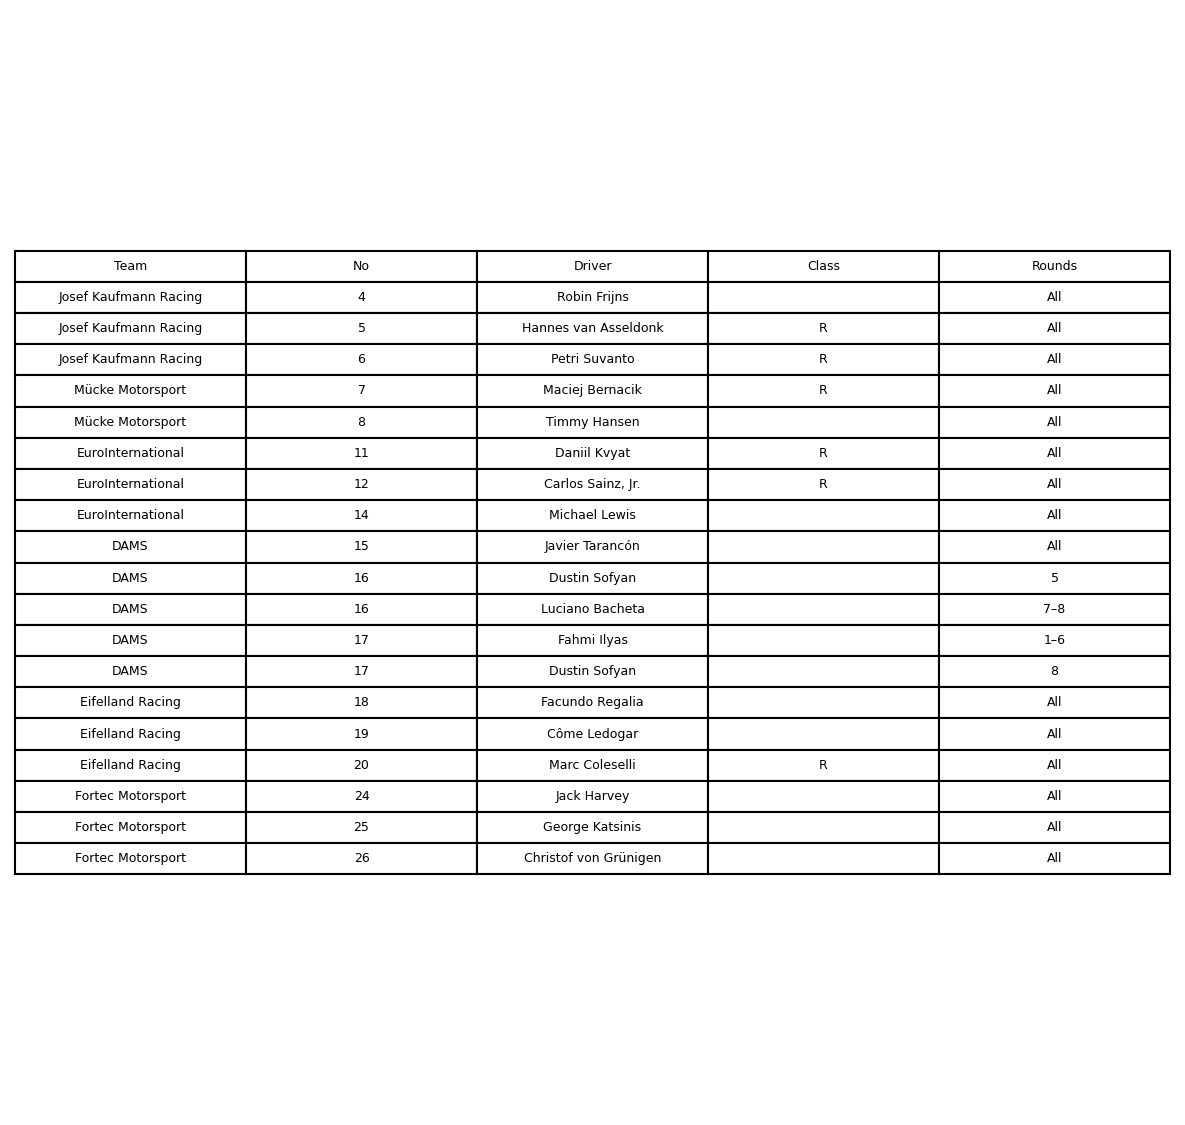 Team No Driver Class Rounds
Josef Kaufmann Racing 4 Robin Frijns All
Josef Kaufmann Racing 5 Hannes van Asseldonk R All
Josef Kaufmann Racing 6 Petri Suvanto R All
Mücke Motorsport 7 Maciej Bernacik R All
Mücke Motorsport 8 Timmy Hansen All
EuroInternational 11 Daniil Kvyat R All
EuroInternational 12 Carlos Sainz, Jr. R All
EuroInternational 14 Michael Lewis All
DAMS 15 Javier Tarancón All
DAMS 16 Dustin Sofyan 5
DAMS 16 Luciano Bacheta 7–8
DAMS 17 Fahmi Ilyas 1–6
DAMS 17 Dustin Sofyan 8
Eifelland Racing 18 Facundo Regalia All
Eifelland Racing 19 Côme Ledogar All
Eifelland Racing 20 Marc Coleselli R All
Fortec Motorsport 24 Jack Harvey All
Fortec Motorsport 25 George Katsinis All
Fortec Motorsport 26 Christof von Grünigen All